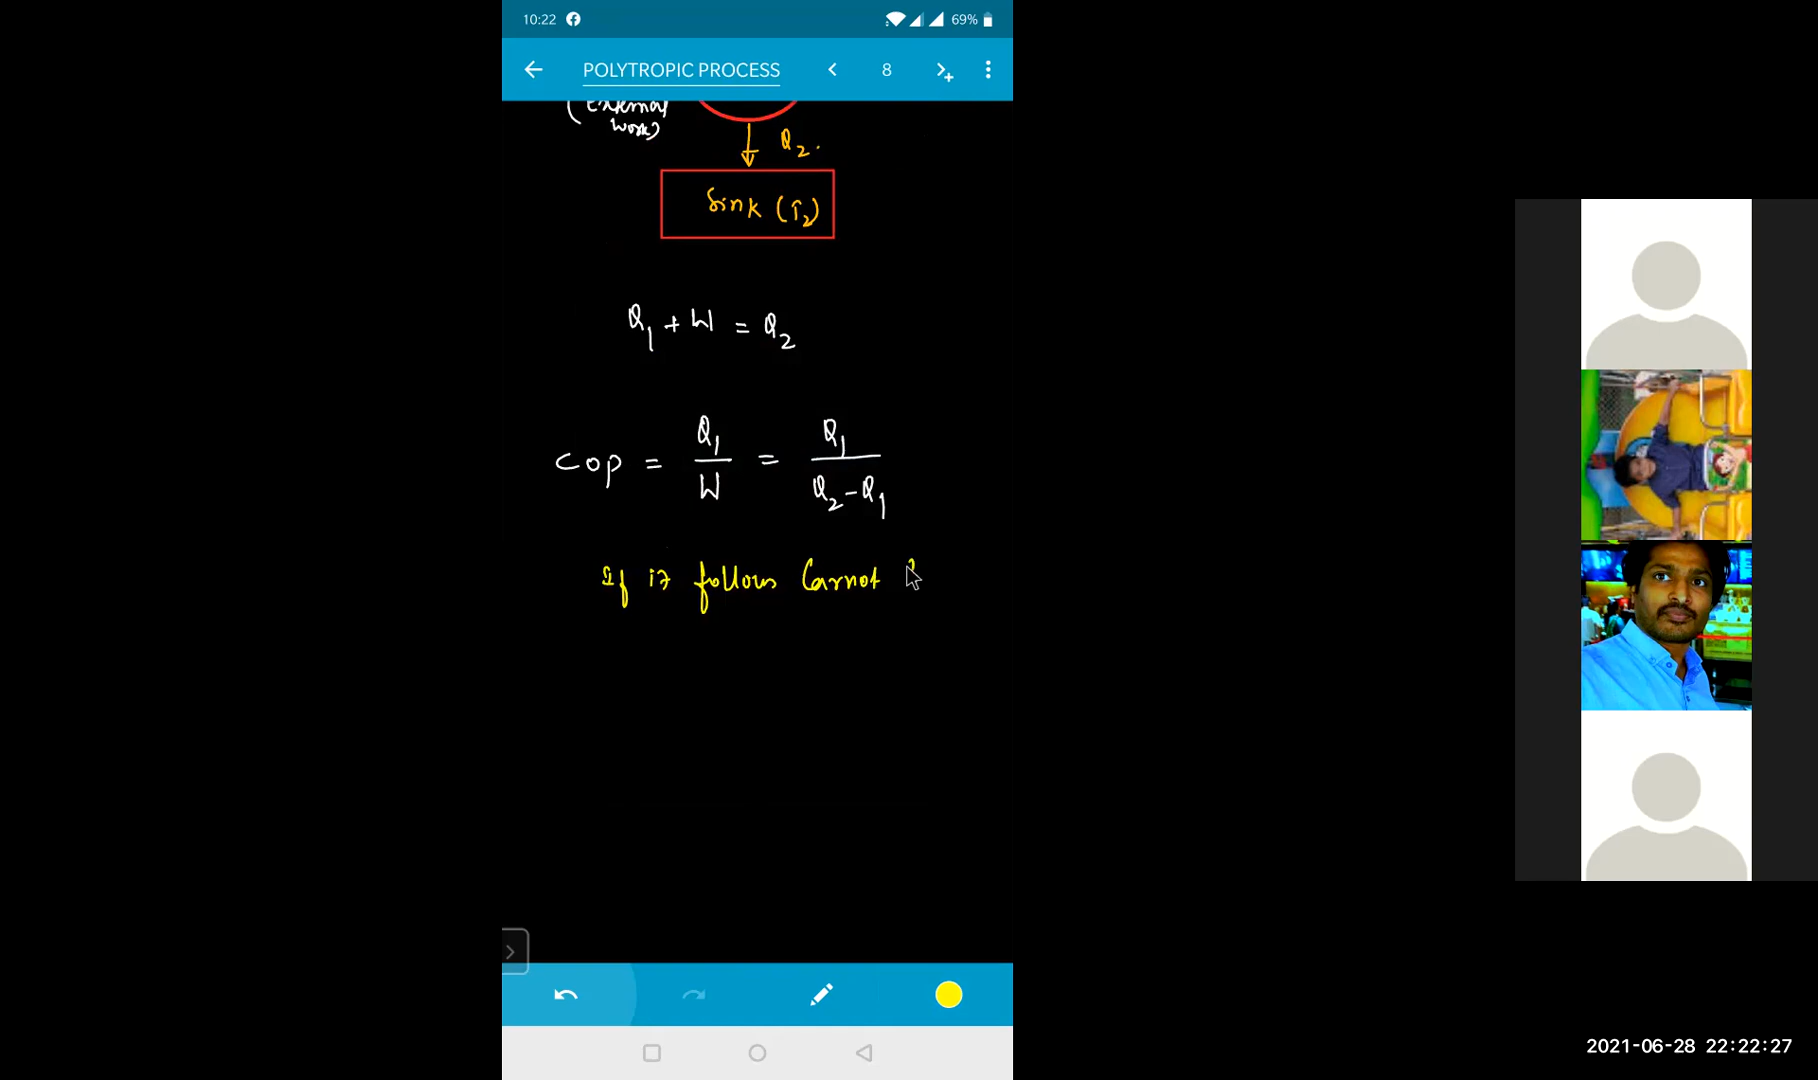 10:22 69%
POLYTROPIC PROCESS 8
(External
work)
Q2.
Sink (T2)
Q1 + W = Q2
COP = Q1/W = Q1/(Q2-Q1)
If it follows Carnot
2021-06-28 22:22:27